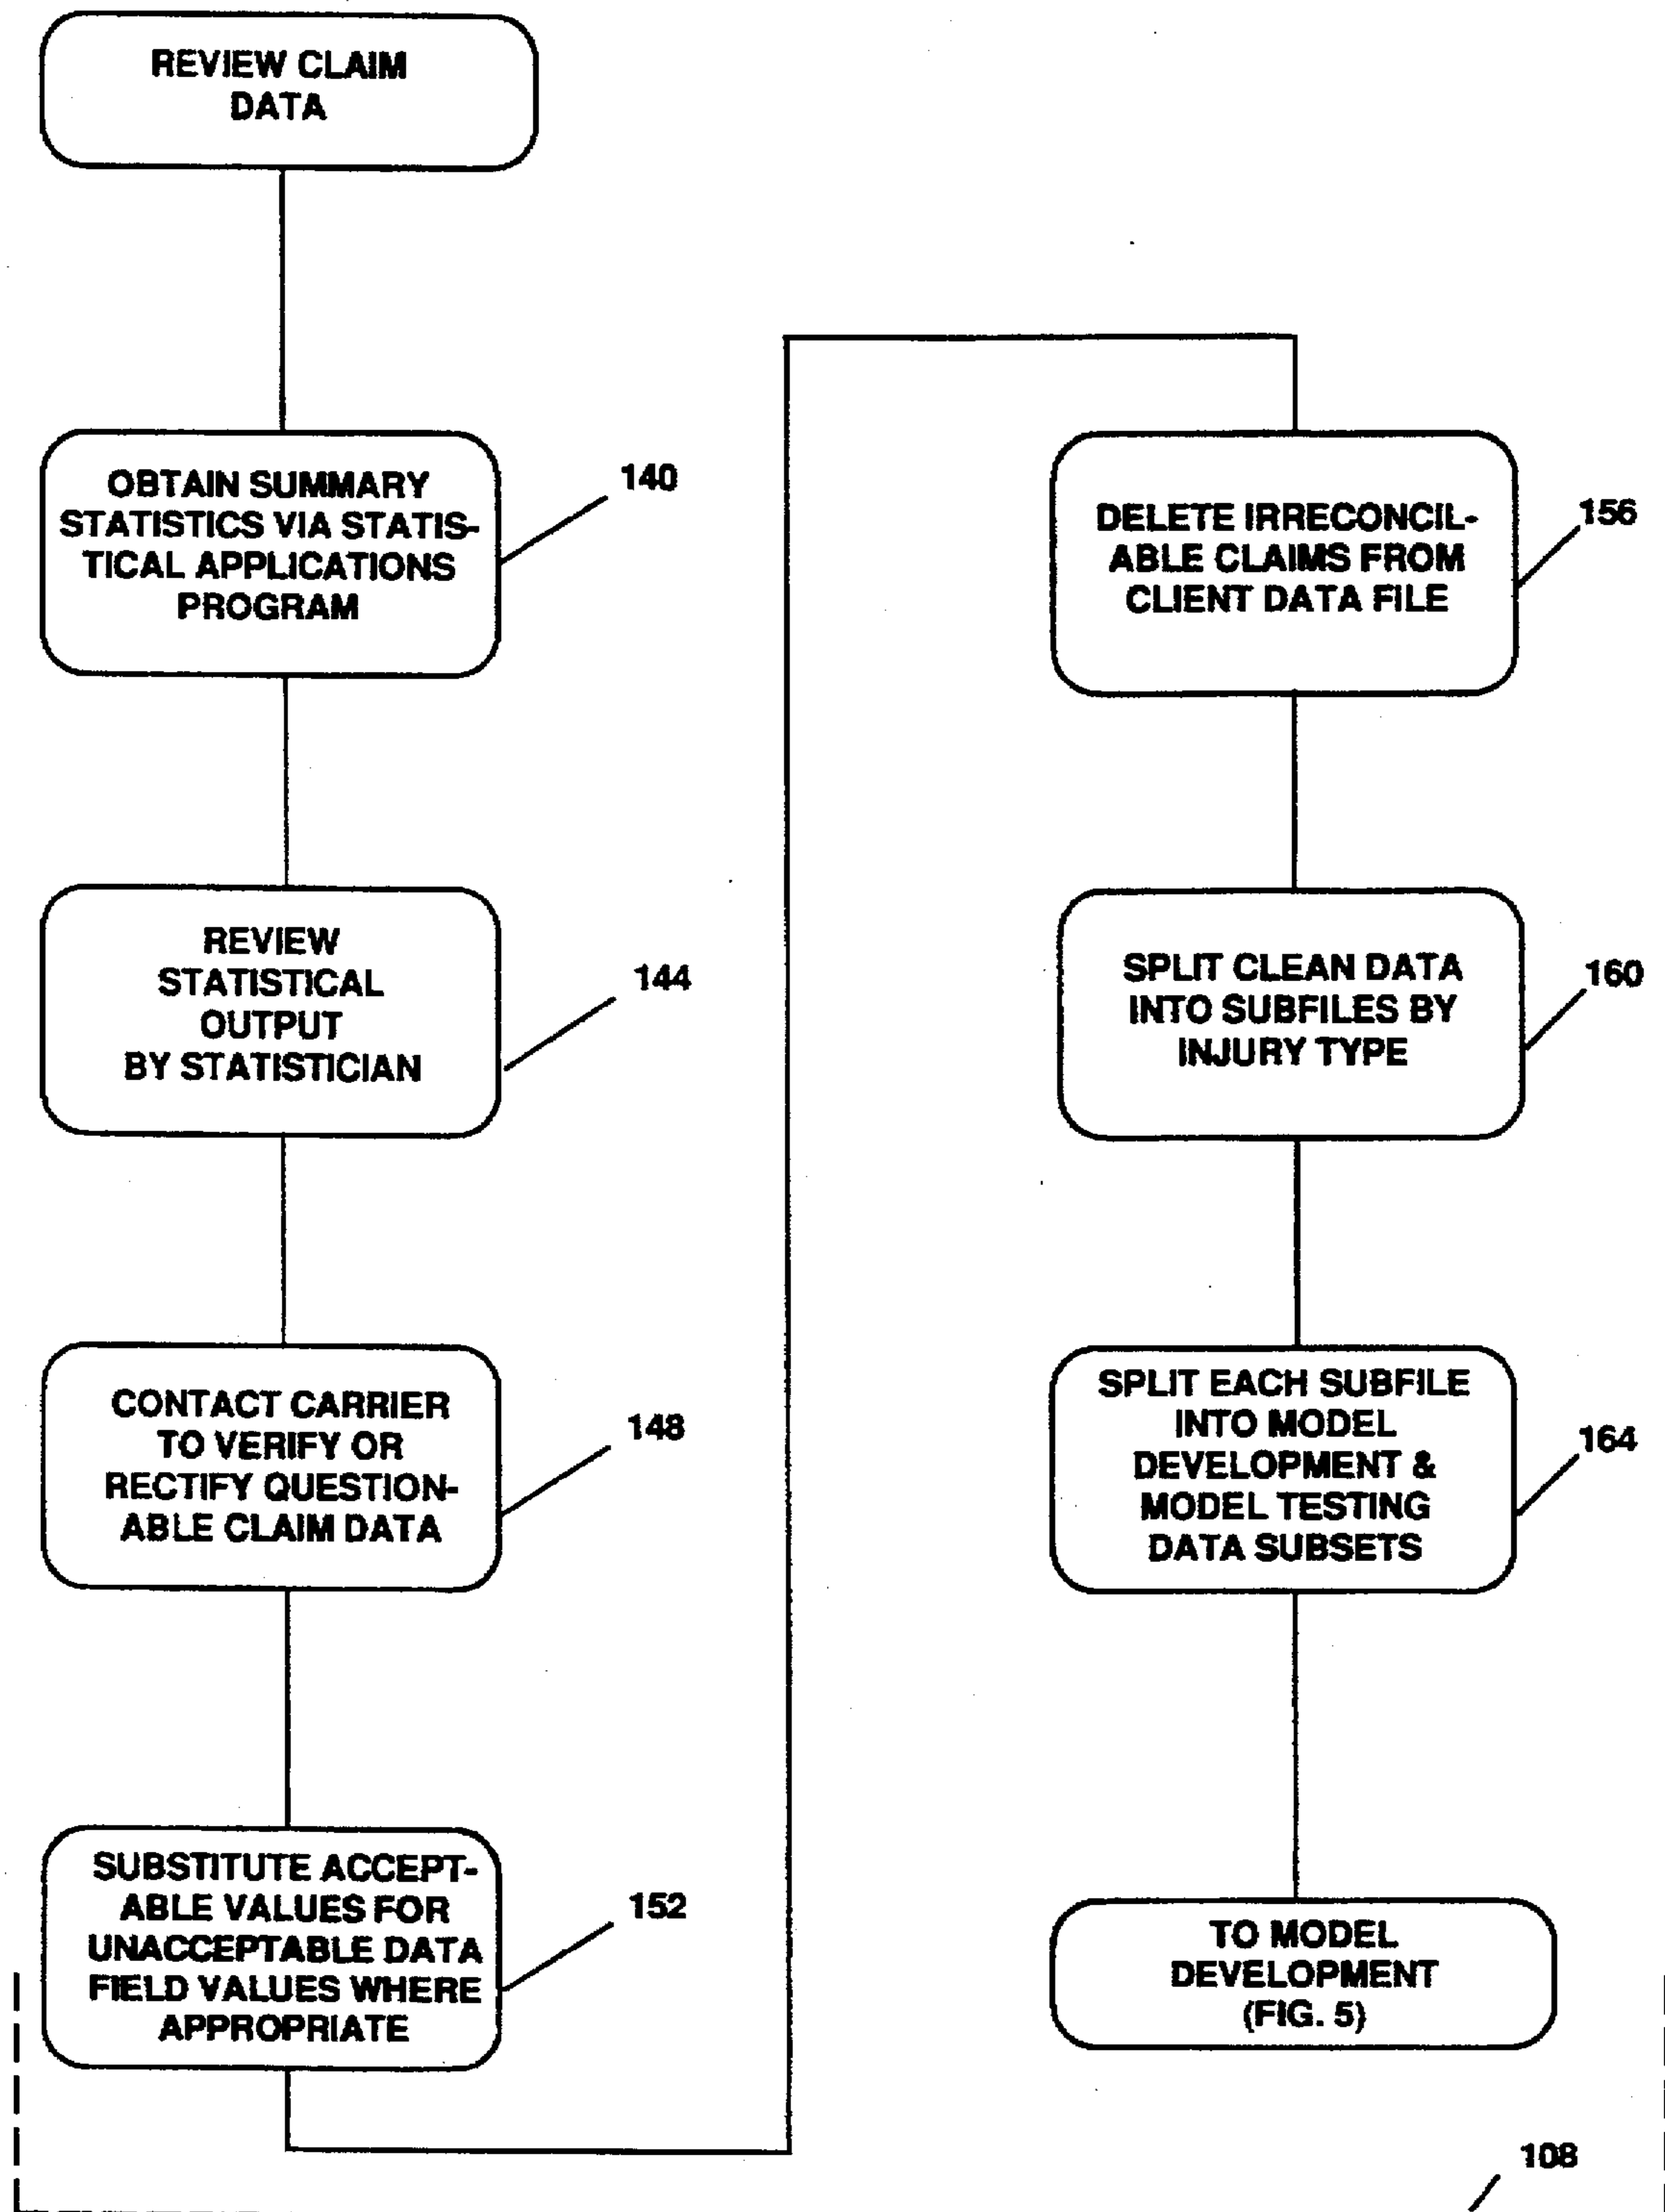 REVIEW CLAIM
DATA
OBTAIN SUMMARY
STATISTICS VIA STATIS-
TICAL APPLICATIONS
PROGRAM
140
REVIEW
STATISTICAL
OUTPUT
BY STATISTICIAN
144
CONTACT CARRIER
TO VERIFY OR
RECTIFY QUESTION-
ABLE CLAIM DATA
148
SUBSTITUTE ACCEPT-
ABLE VALUES FOR
UNACCEPTABLE DATA
FIELD VALUES WHERE
APPROPRIATE
152
DELETE IRRECONCIL-
ABLE CLAIMS FROM
CLIENT DATA FILE
156
SPLIT CLEAN DATA
INTO SUBFILES BY
INJURY TYPE
160
SPLIT EACH SUBFILE
INTO MODEL
DEVELOPMENT &
MODEL TESTING
DATA SUBSETS
164
TO MODEL
DEVELOPMENT
(FIG. 5)
108